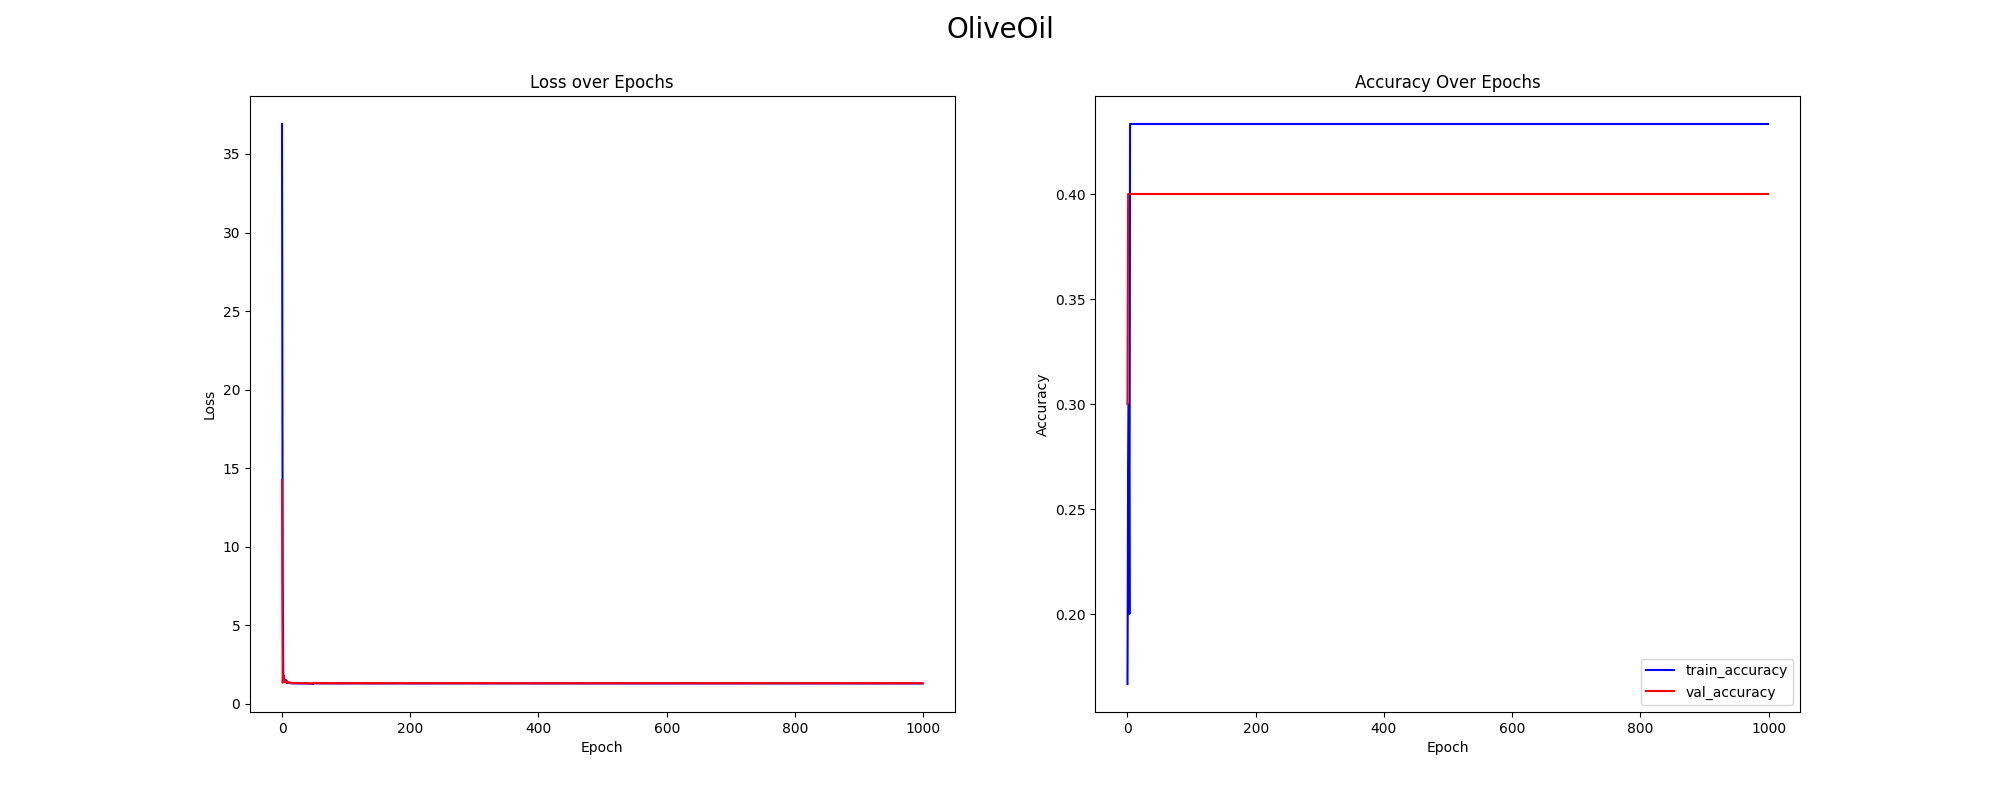 OliveOil
Loss over Epochs
Loss
35
30
25
20
15
10
5
0
0 200 400 600 800 1000
Epoch
Accuracy Over Epochs
Accuracy
0.40
0.35
0.30
0.25
0.20
train_accuracy
val_accuracy
0 200 400 600 800 1000
Epoch